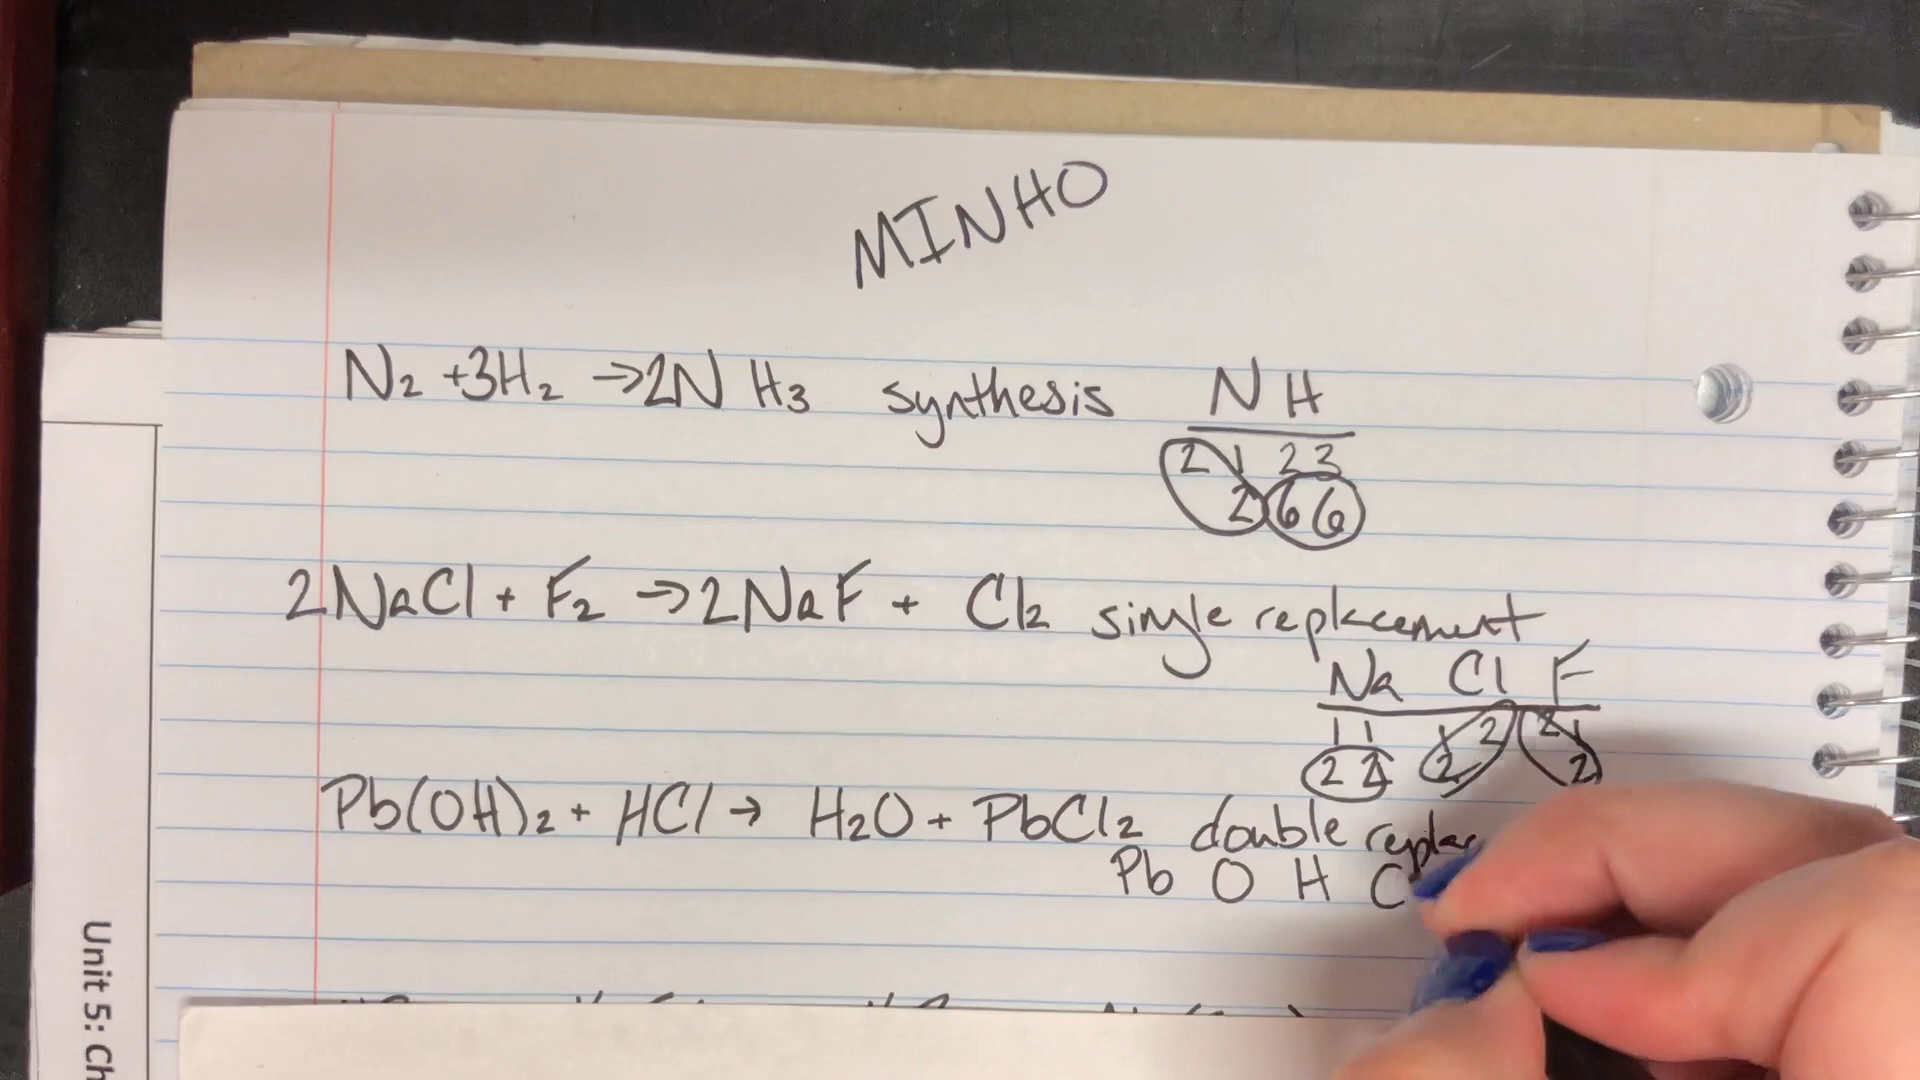 MINHO
N₂ + 3H₂ → 2NH₃ synthesis N H
2 1 2 3
2 6 6
2NaCl + F₂ → 2NaF + Cl₂ single replacement
Na Cl F
1 1 1 2 2 1
2 2 2 2
Pb(OH)₂ + HCl → H₂O + PbCl₂ double
Pb O H C
Unit 5: Ch